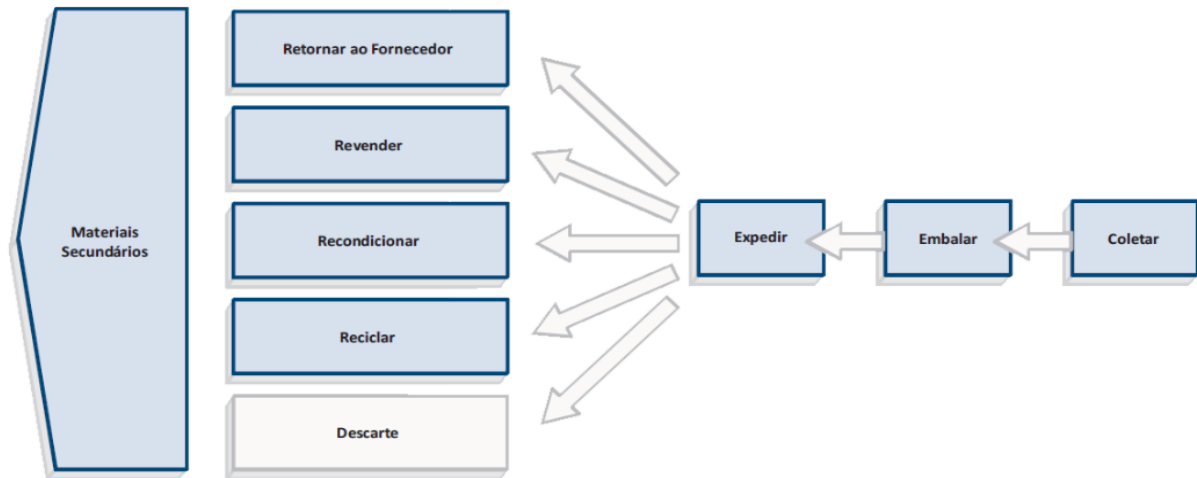 Retornar ao Fornecedor
Revender
Materiais
Secundários
Recondicionar
Expedir
Embalar
Coletar
Reciclar
Descarte